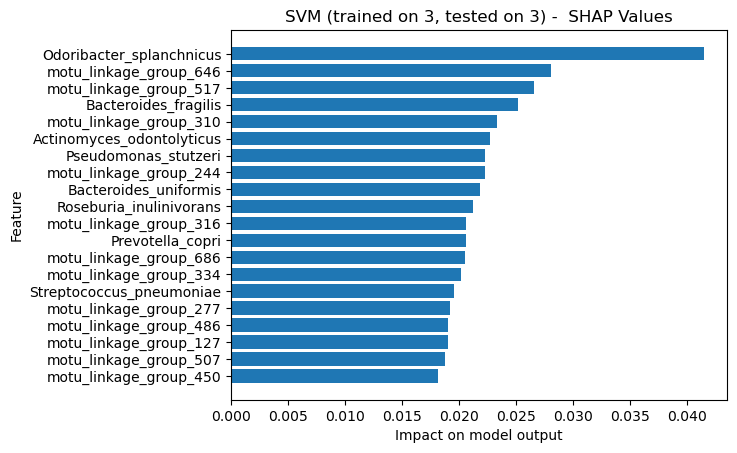 SVM (trained on 3, tested on 3) -  SHAP Values
Feature
Odoribacter_splanchnicus
motu_linkage_group_646
motu_linkage_group_517
Bacteroides_fragilis
motu_linkage_group_310
Actinomyces_odontolyticus
Pseudomonas_stutzeri
motu_linkage_group_244
Bacteroides_uniformis
Roseburia_inulinivorans
motu_linkage_group_316
Prevotella_copri
motu_linkage_group_686
motu_linkage_group_334
Streptococcus_pneumoniae
motu_linkage_group_277
motu_linkage_group_486
motu_linkage_group_127
motu_linkage_group_507
motu_linkage_group_450
0.000 0.005 0.010 0.015 0.020 0.025 0.030 0.035 0.040
Impact on model output